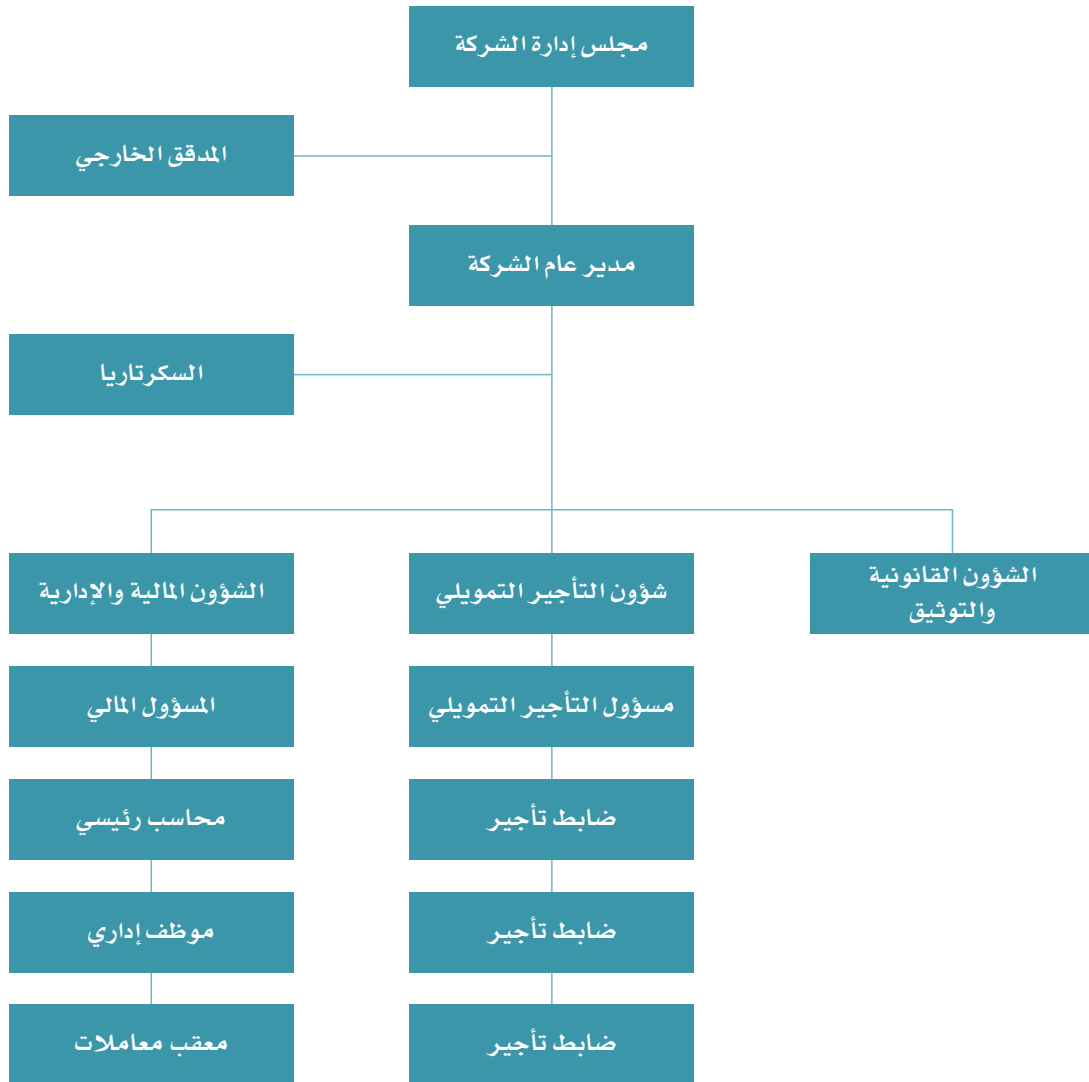 مجلس إدارة الشركة
المدقق الخارجي
مدير عام الشركة
السكرتاريا
الشؤون القانونية
والتوثيق
شؤون التأجير التمويلي
الشؤون المالية والإدارية
مسؤول التأجير التمويلي
المسؤول المالي
ضابط تأجير
محاسب رئيسي
ضابط تأجير
موظف إداري
ضابط تأجير
معقب معاملات